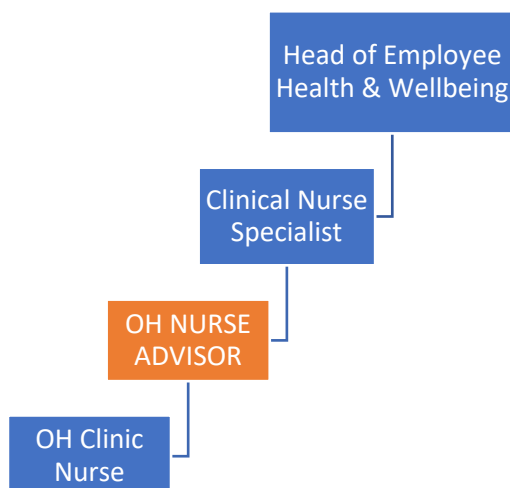 Head of Employee
Health & Wellbeing
Clinical Nurse
Specialist
OH NURSE
ADVISOR
OH Clinic
Nurse